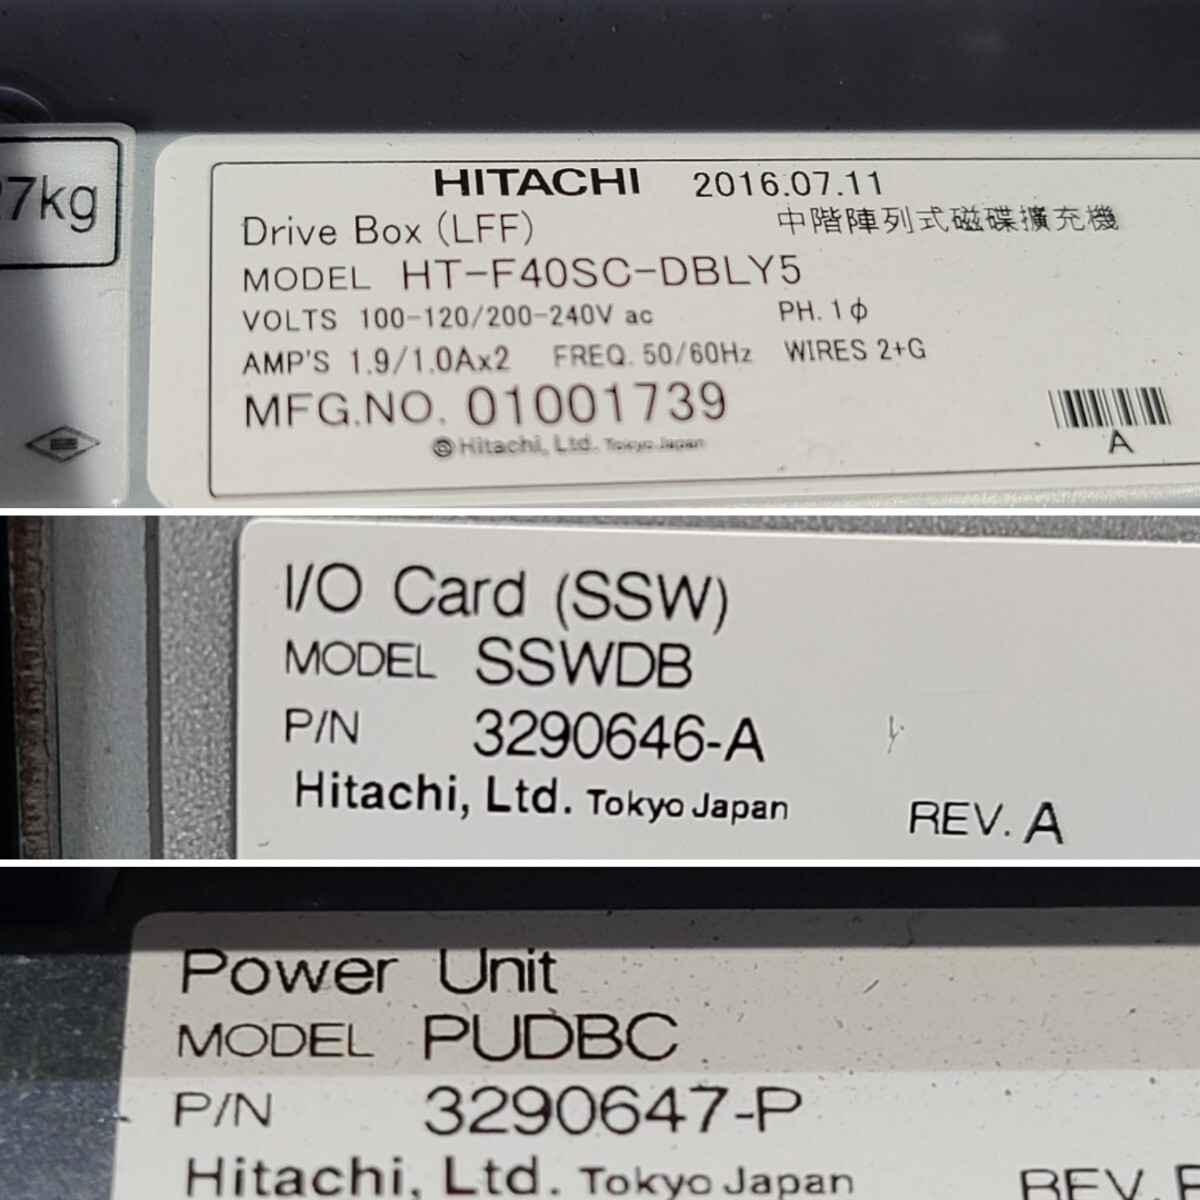 27kg
HITACHI 2016.07.11
Drive Box (LFF) 中階陣列式磁碟擴充機
MODEL HT-F40SC-DBLY5
VOLTS 100-120/200-240V ac PH. 1ϕ
AMP'S 1.9/1.0Ax2 FREQ. 50/60Hz WIRES 2+G
MFG.NO. 01001739
©Hitachi, Ltd. Tokyo Japan
A
I/O Card (SSW)
MODEL SSWDB
P/N 3290646-A
Hitachi, Ltd. Tokyo Japan REV. A
Power Unit
MODEL PUDBC
P/N 3290647-P
Hitachi, Ltd. Tokyo Japan REV.